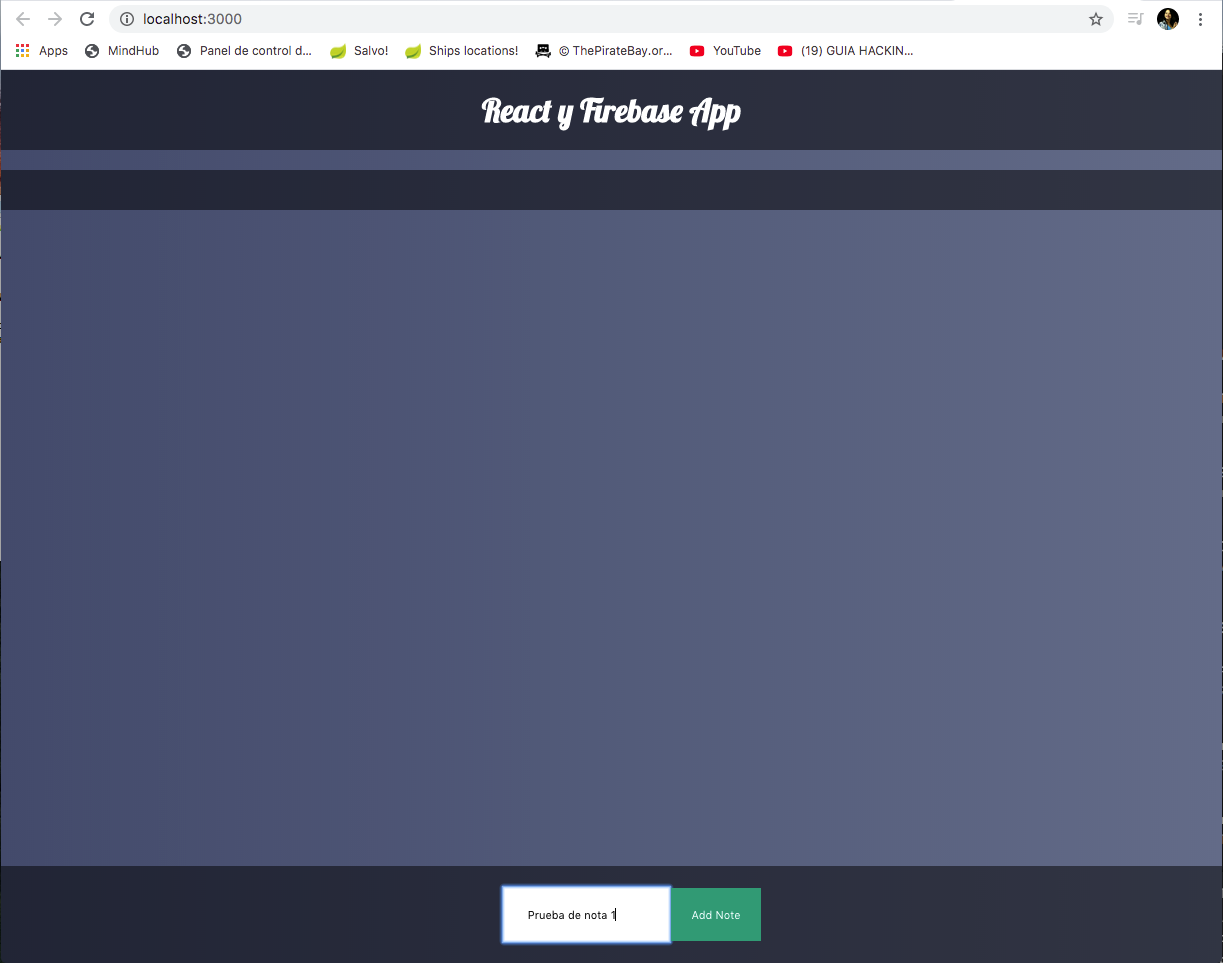 localhost:3000
Apps MindHub Panel de control d... Salvo! Ships locations! © ThePirateBay.or... YouTube (19) GUIA HACKIN...
React y Firebase App
Prueba de nota 1 Add Note